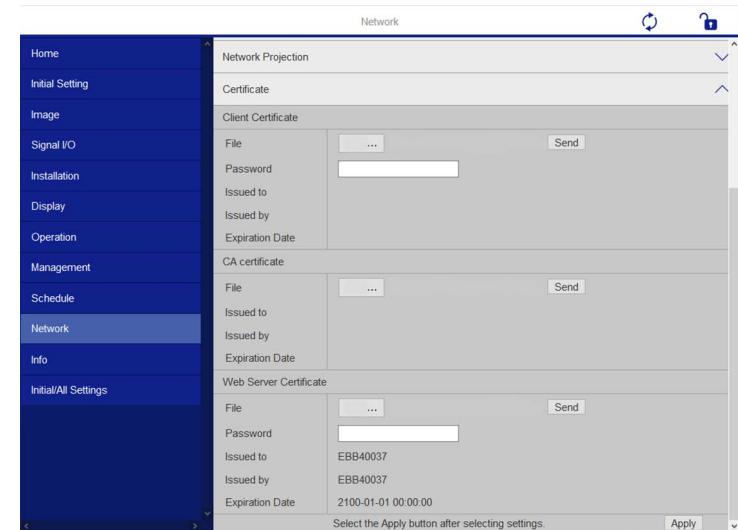 Network
Home
Initial Setting
Image
Signal I/O
Installation
Display
Operation
Management
Schedule
Network
Info
Initial/All Settings
Network Projection
Certificate
Client Certificate
File ... Send
Password
Issued to
Issued by
Expiration Date
CA certificate
File ... Send
Issued to
Issued by
Expiration Date
Web Server Certificate
File ... Send
Password
Issued to EBB40037
Issued by EBB40037
Expiration Date 2100-01-01 00:00:00
Select the Apply button after selecting settings. Apply